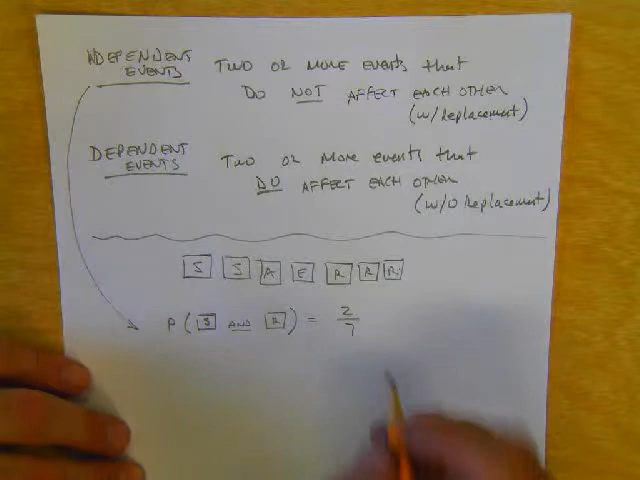 INDEPENDENT EVENTS TWO OR MORE EVENTS that
DO NOT AFFECT EACH OTHER
(w/Replacement)
DEPENDENT EVENTS TWO OR MORE EVENTS that
DO AFFECT EACH OTHER
(w/o Replacement)
S S A E R R R
P(S AND R) = 2/7